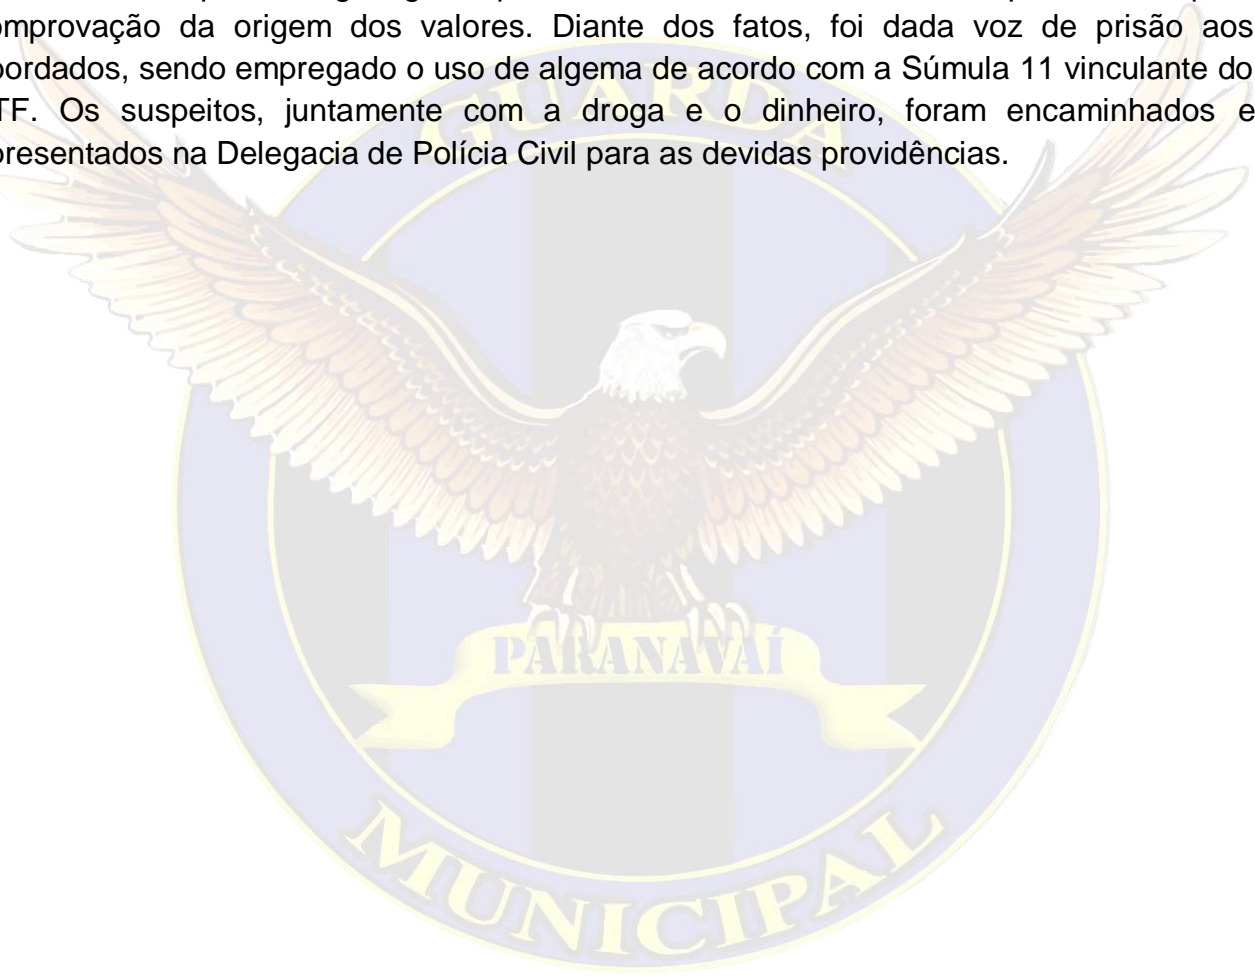 omprovação da origem dos valores. Diante dos fatos, foi dada voz de prisão aos
bordados, sendo empregado o uso de algema de acordo com a Súmula 11 vinculante do
TF. Os suspeitos, juntamente com a droga e o dinheiro, foram encaminhados e
presentados na Delegacia de Polícia Civil para as devidas providências.
GUARDA
PARANAVAÍ
MUNICIPAL